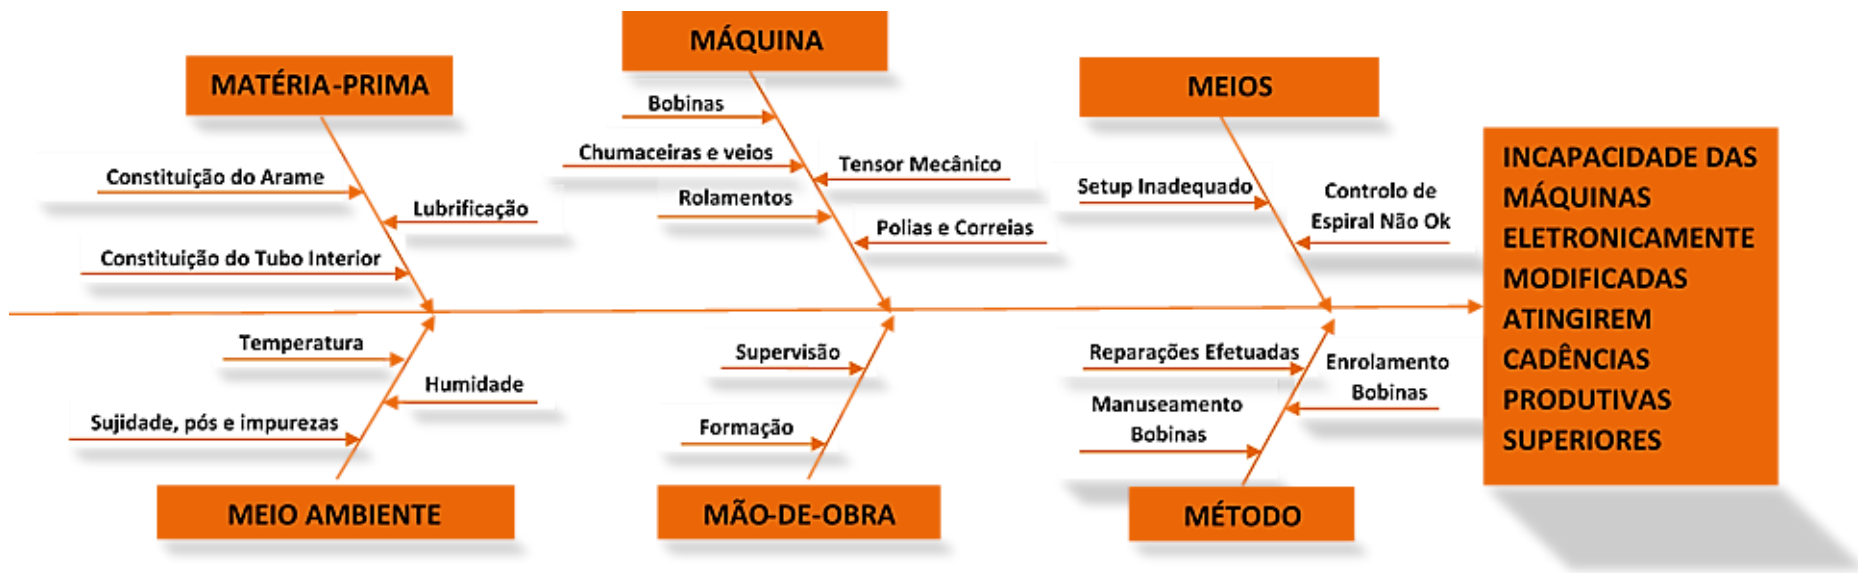 MATÉRIA-PRIMA
Constituição do Arame
Lubrificação
Constituição do Tubo Interior
MÁQUINA
Bobinas
Chumaceiras e veios
Tensor Mecânico
Rolamentos
Polias e Correias
MEIOS
Setup Inadequado
Controlo de
Espiral Não Ok
INCAPACIDADE DAS
MÁQUINAS
ELETRONICAMENTE
MODIFICADAS
ATINGIREM
CADÊNCIAS
PRODUTIVAS
SUPERIORES
Temperatura
Humidade
Sujidade, pós e impurezas
MEIO AMBIENTE
Supervisão
Formação
MÃO-DE-OBRA
Reparações Efetuadas
Enrolamento
Bobinas
Manuseamento
Bobinas
MÉTODO